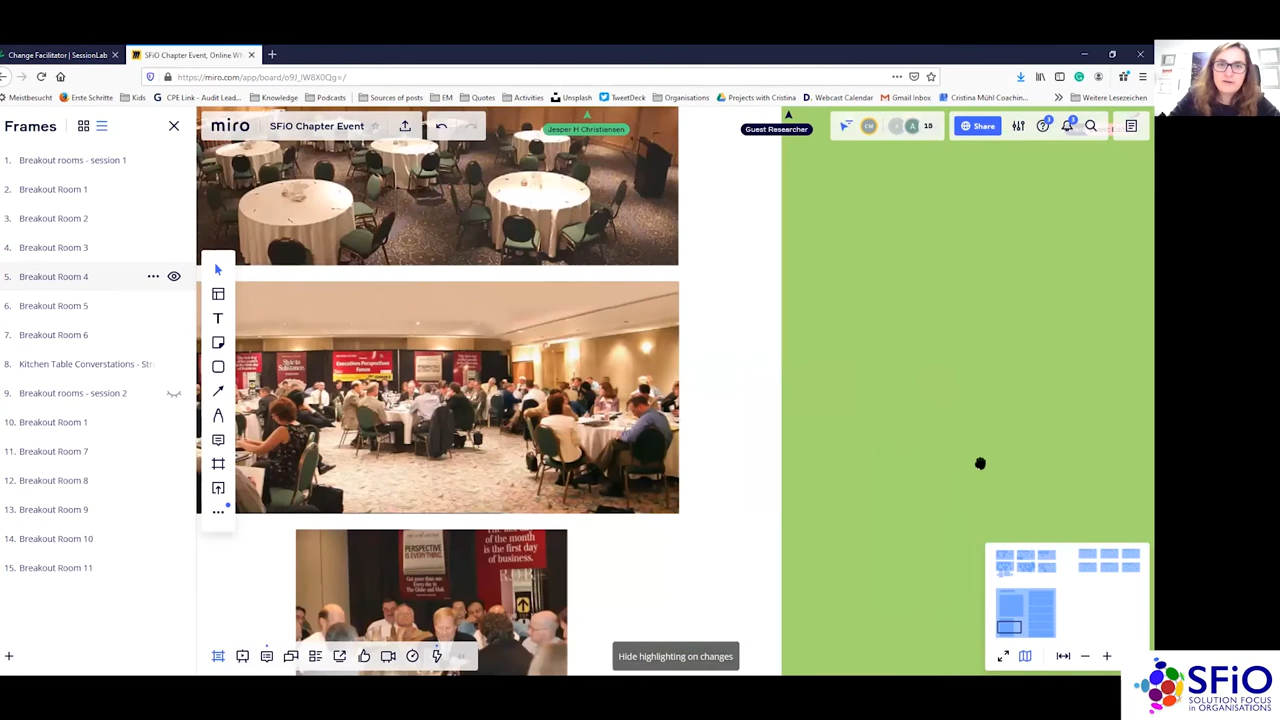 Change Facilitator | SessionLab
SFiO Chapter Event, Online Wh
https://miro.com/app/board/o9J_lW8X0Qg=/
Meistbesucht
Erste Schritte
Kids
CPE Link - Audit Lead...
Knowledge
Podcasts
Sources of posts
EM
Quotes
Activities
Unsplash
TweetDeck
Organisations
Projects with Cristina
Webcast Calendar
Gmail Inbox
Cristina Mühl Coachin...
Weitere Lesezeichen
Frames
miro
SFiO Chapter Event
Jesper H Christiansen
Guest Researcher
CM
A
A
15
Share
3
1. Breakout rooms - session 1
2. Breakout Room 1
3. Breakout Room 2
4. Breakout Room 3
5. Breakout Room 4
6. Breakout Room 5
7. Breakout Room 6
8. Kitchen Table Converstations - Str
9. Breakout rooms - session 2
10. Breakout Room 1
11. Breakout Room 7
12. Breakout Room 8
13. Breakout Room 9
14. Breakout Room 10
15. Breakout Room 11
Executives Perspectives
Forum
PERSPECTIVE
IS EVERYTHING.
of the month
is the first day
of business.
R.O.B.
Hide highlighting on changes
SFiO
SOLUTION FOCUS
in ORGANISATIONS